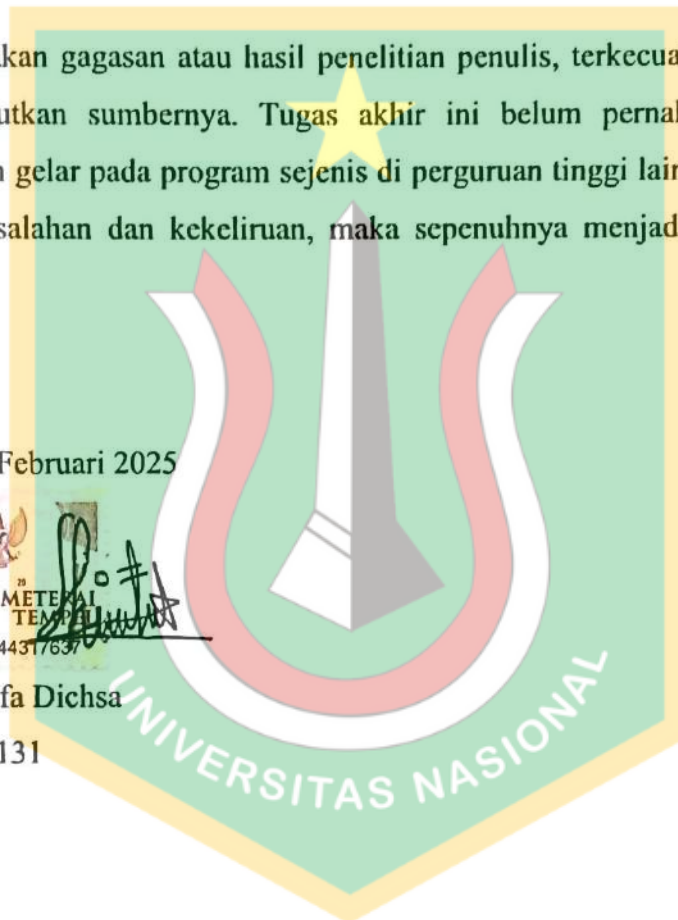 akan gagasan atau hasil penelitian penulis, terkecua
utkan sumbernya. Tugas akhir ini belum pernal
n gelar pada program sejenis di perguruan tinggi lair
salahan dan kekeliruan, maka sepenuhnya menjad
Februari 2025
METERAI
TEMPEL
44317637
fa Dichsa
131
UNIVERSITAS NASIONAL